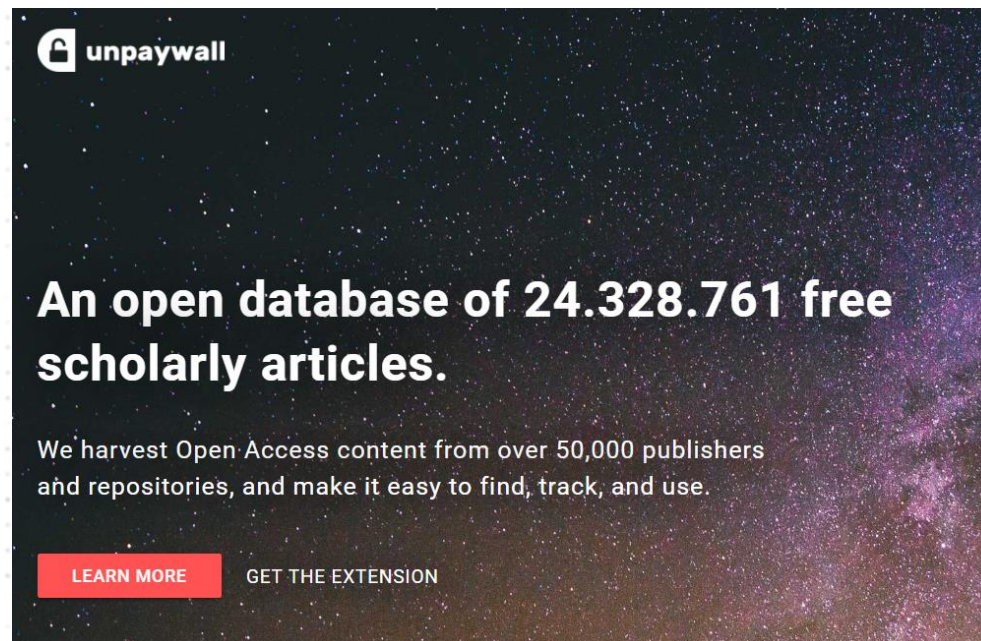 unpaywall
An open database of 24.328.761 free
scholarly articles.
We harvest Open Access content from over 50,000 publishers
and repositories, and make it easy to find, track, and use.
LEARN MORE GET THE EXTENSION